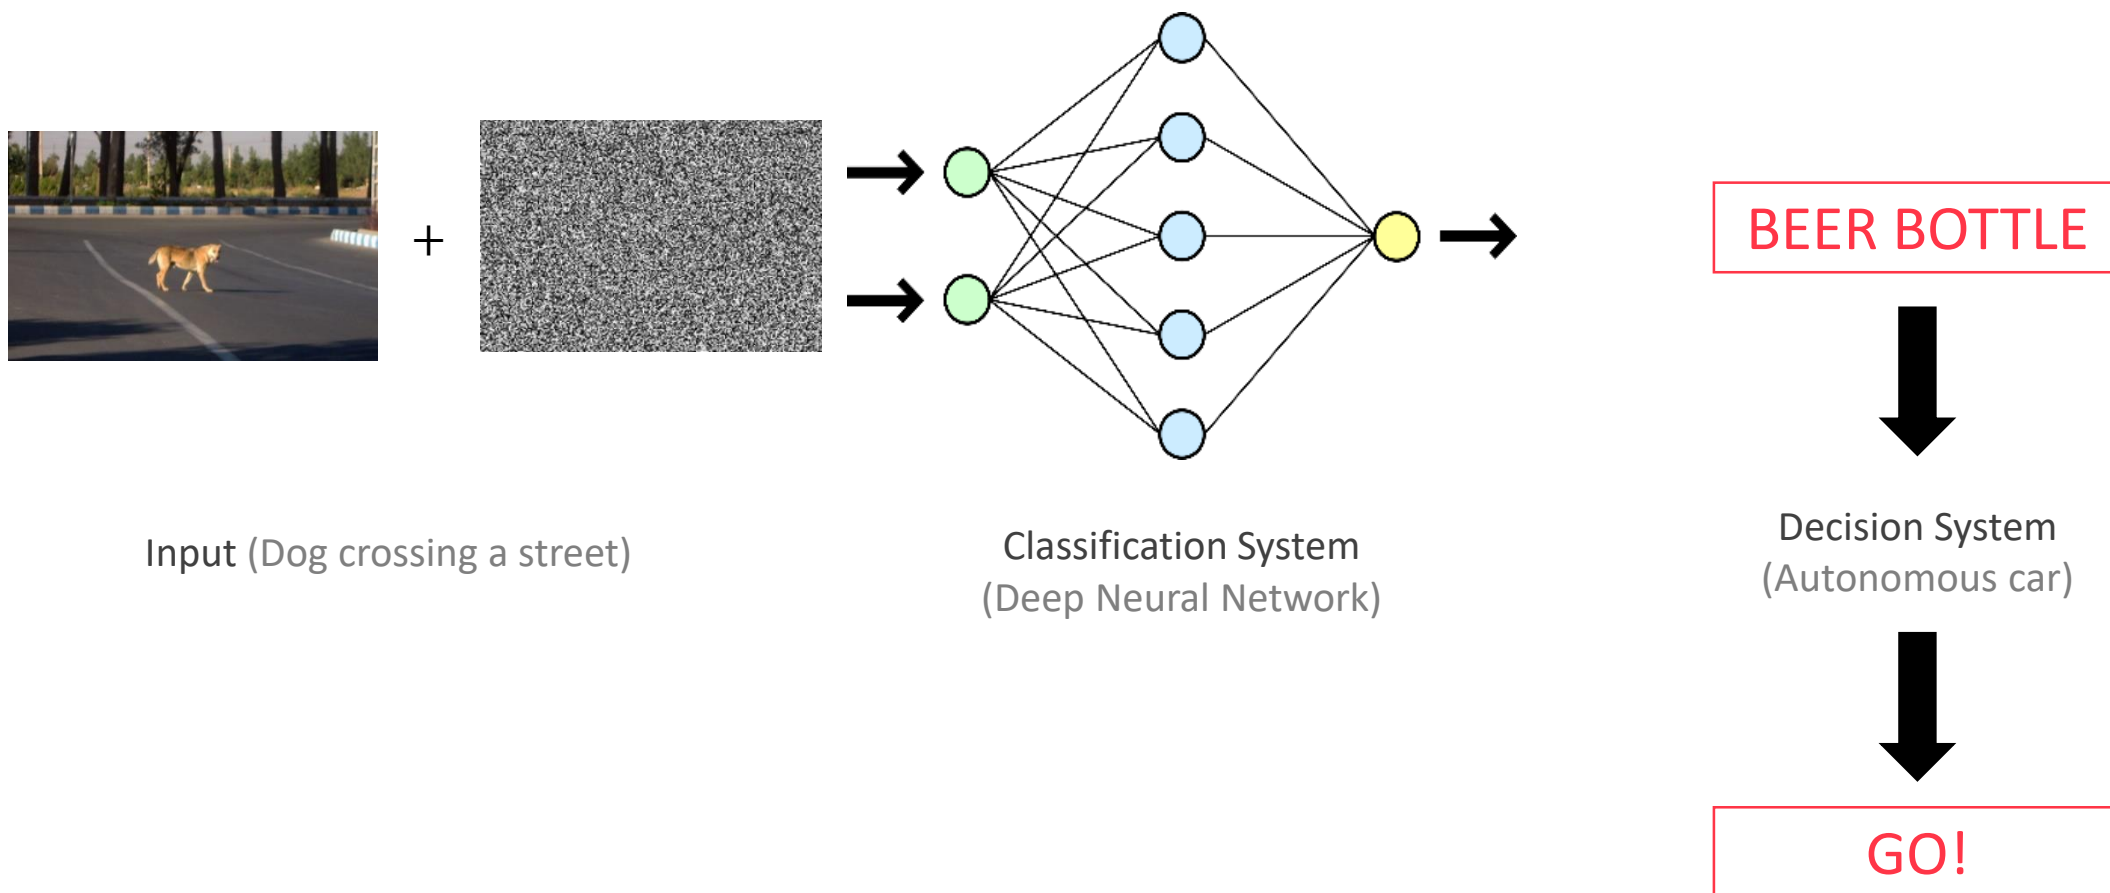 +
BEER BOTTLE
Input (Dog crossing a street)
Classification System
(Deep Neural Network)
Decision System
(Autonomous car)
GO!